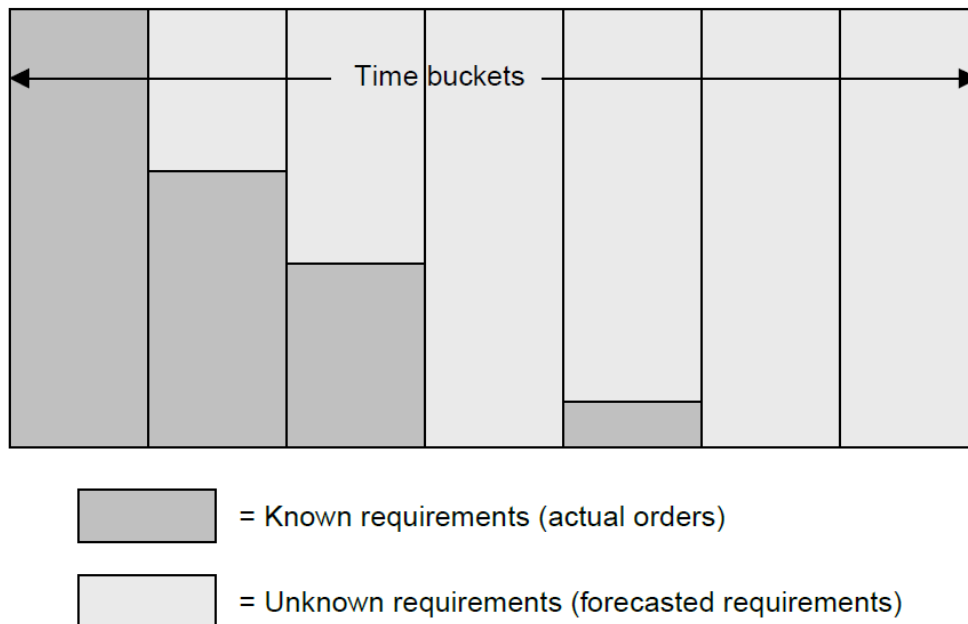 Time buckets
= Known requirements (actual orders)
= Unknown requirements (forecasted requirements)